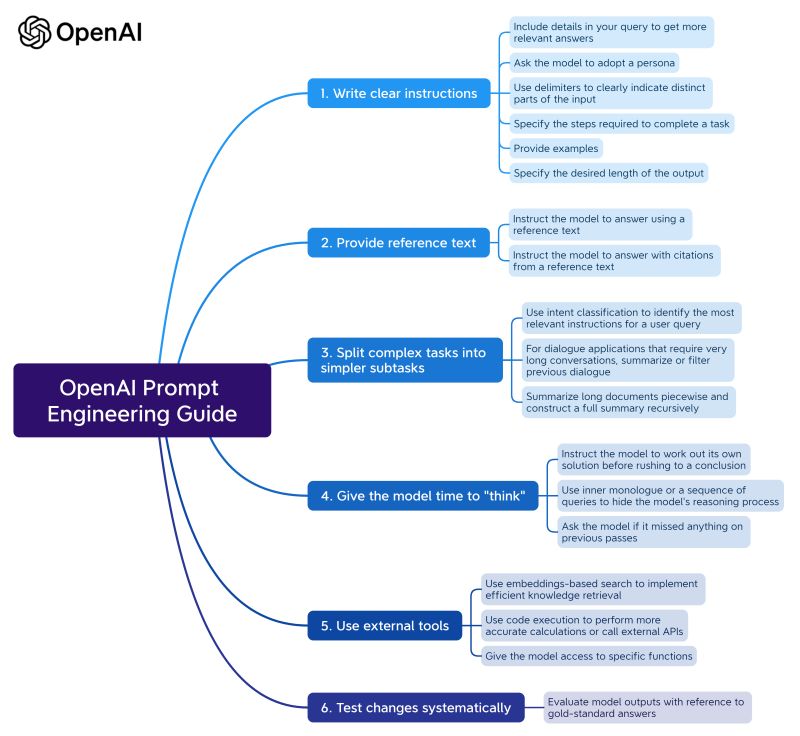 OpenAI
OpenAI Prompt
Engineering Guide
1. Write clear instructions
Include details in your query to get more
relevant answers
Ask the model to adopt a persona
Use delimiters to clearly indicate distinct
parts of the input
Specify the steps required to complete a task
Provide examples
Specify the desired length of the output
2. Provide reference text
Instruct the model to answer using a
reference text
Instruct the model to answer with citations
from a reference text
3. Split complex tasks into
simpler subtasks
Use intent classification to identify the most
relevant instructions for a user query
For dialogue applications that require very
long conversations, summarize or filter
previous dialogue
Summarize long documents piecewise and
construct a full summary recursively
4. Give the model time to "think"
Instruct the model to work out its own
solution before rushing to a conclusion
Use inner monologue or a sequence of
queries to hide the model's reasoning process
Ask the model if it missed anything on
previous passes
5. Use external tools
Use embeddings-based search to implement
efficient knowledge retrieval
Use code execution to perform more
accurate calculations or call external APIs
Give the model access to specific functions
6. Test changes systematically
Evaluate model outputs with reference to
gold-standard answers